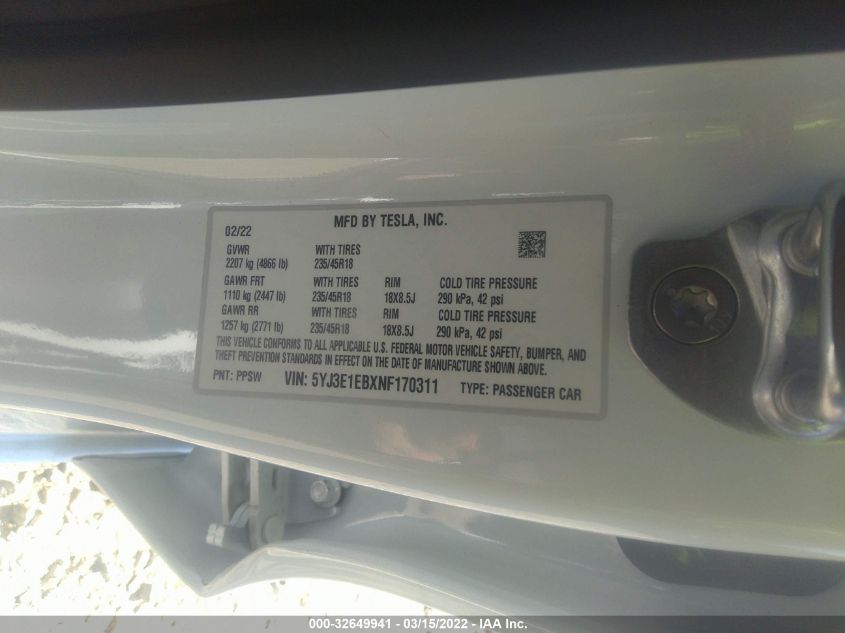 MFD BY TESLA, INC.
02/22
GVWR WITH TIRES
2207 kg (4866 lb) 235/45R18
GAWR FRT WITH TIRES RIM COLD TIRE PRESSURE
1110 kg (2447 lb) 235/45R18 18X8.5J 290 kPa, 42 psi
GAWR RR WITH TIRES RIM COLD TIRE PRESSURE
1257 kg (2771 lb) 235/45R18 18X8.5J 290 kPa, 42 psi
THIS VEHICLE CONFORMS TO ALL APPLICABLE U.S. FEDERAL MOTOR VEHICLE SAFETY, BUMPER, AND
THEFT PREVENTION STANDARDS IN EFFECT ON THE DATE OF MANUFACTURE SHOWN ABOVE.
PNT: PPSW VIN: 5YJ3E1EBXNF170311 TYPE: PASSENGER CAR
000-32649941 - 03/15/2022 - IAA Inc.